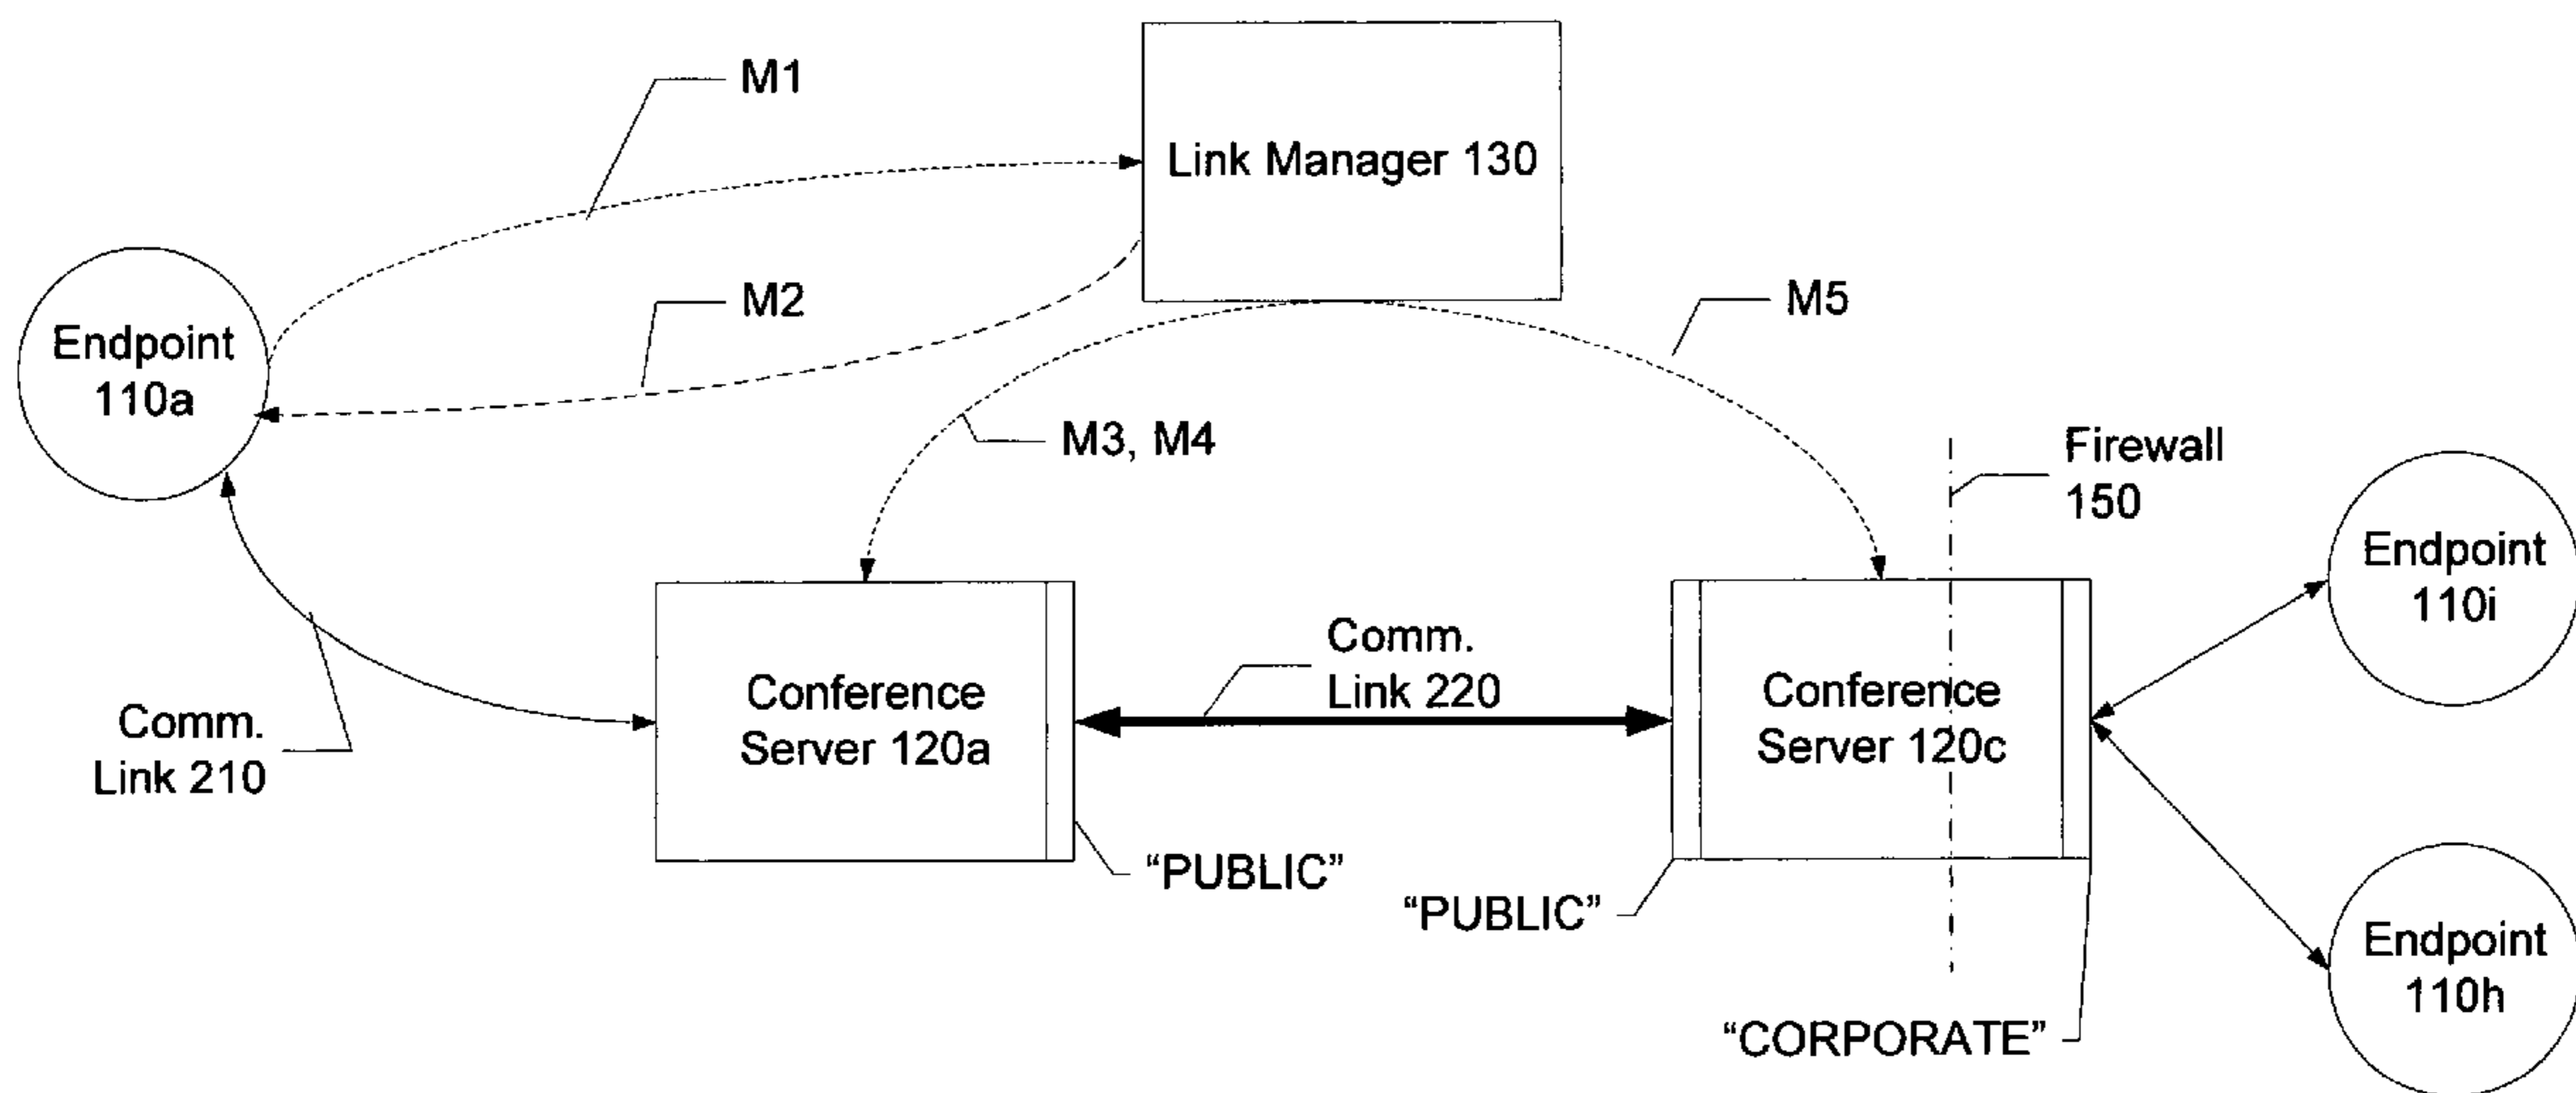 M1
Link Manager 130
M2
M5
Endpoint
110a
M3, M4
Firewall
150
Endpoint
110i
Comm.
Link 220
Comm.
Link 210
Conference
Server 120a
Conference
Server 120c
“PUBLIC”
“PUBLIC”
Endpoint
110h
“CORPORATE”